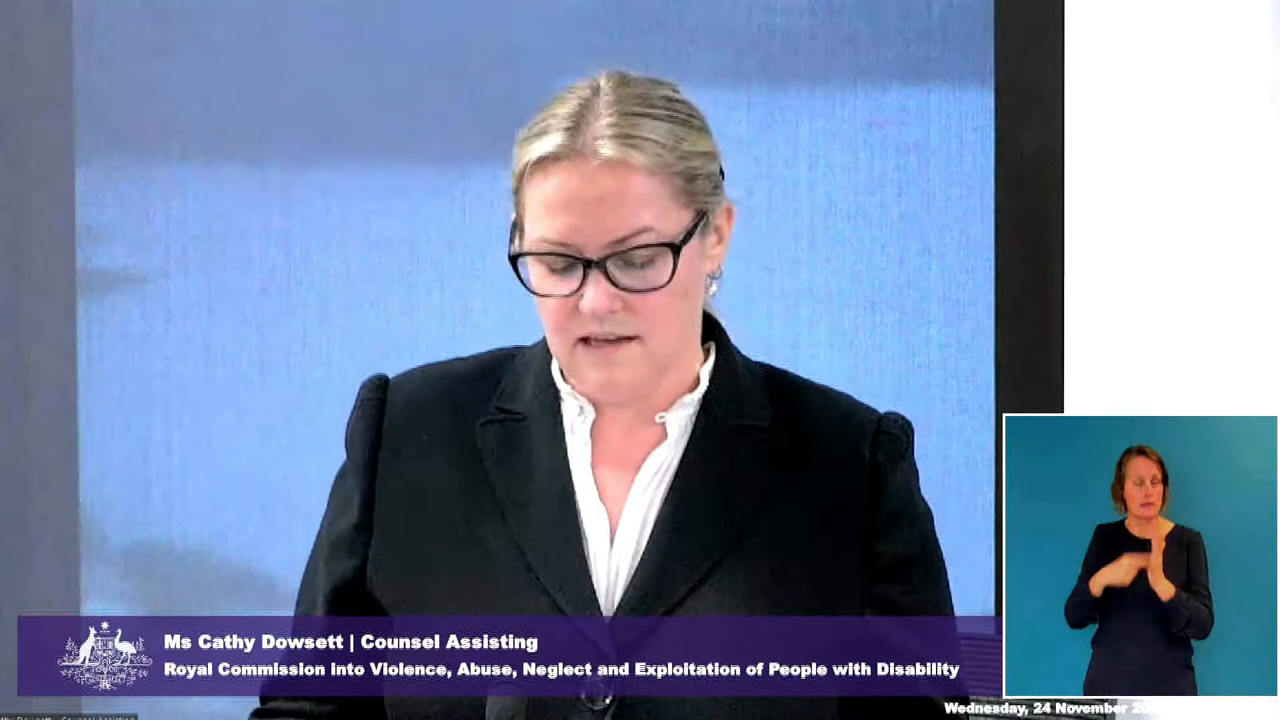 Ms Cathy Dowsett | Counsel Assisting
Royal Commission into Violence, Abuse, Neglect and Exploitation of People with Disability
Wednesday, 24 November